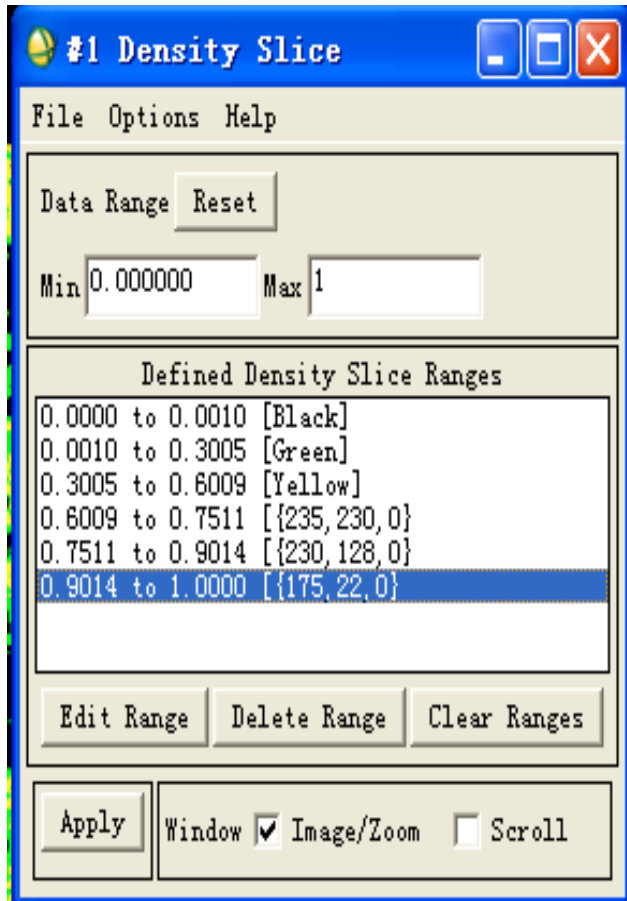 #1 Density Slice
File Options Help
Data Range Reset
Min 0.000000 Max 1
Defined Density Slice Ranges
0.0000 to 0.0010 [Black]
0.0010 to 0.3005 [Green]
0.3005 to 0.6009 [Yellow]
0.6009 to 0.7511 [{235,230,0}
0.7511 to 0.9014 [{230,128,0}
0.9014 to 1.0000 [{175,22,0}
Edit Range Delete Range Clear Ranges
Apply Window Image/Zoom Scroll